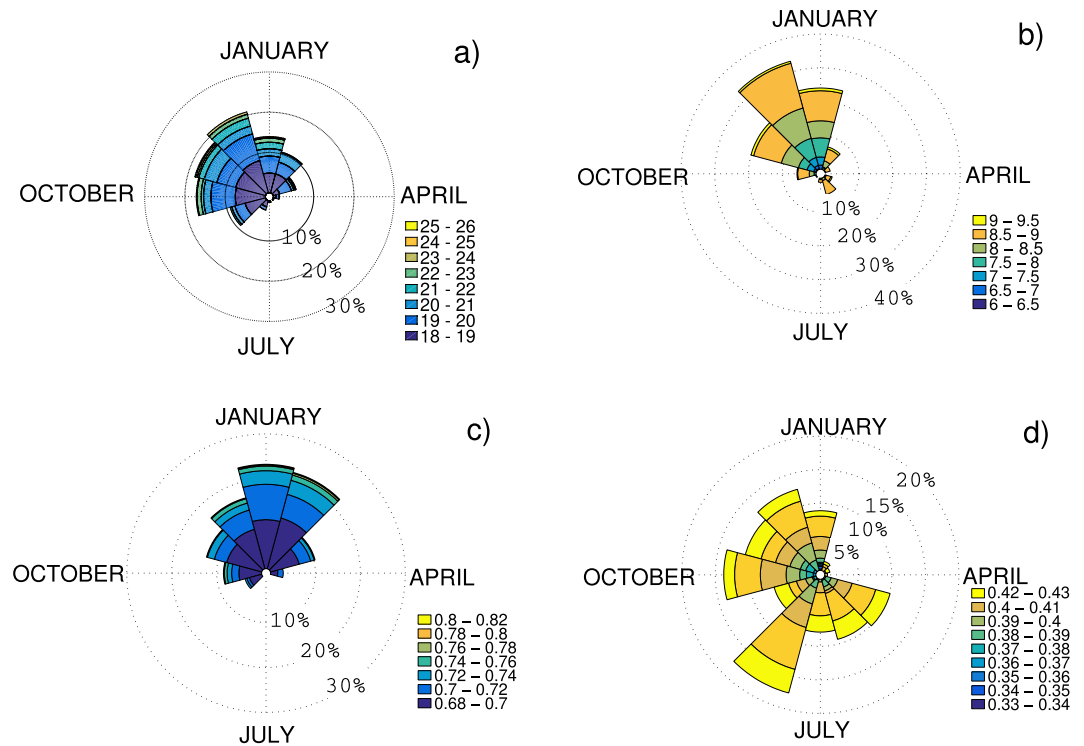 a)
JANUARY
OCTOBER
APRIL
JULY
10%
20%
30%
25 - 26
24 - 25
23 - 24
22 - 23
21 - 22
20 - 21
19 - 20
18 - 19
b)
JANUARY
OCTOBER
APRIL
JULY
10%
20%
30%
40%
9 – 9.5
8.5 – 9
8 – 8.5
7.5 – 8
7 – 7.5
6.5 – 7
6 – 6.5
c)
JANUARY
OCTOBER
APRIL
JULY
10%
20%
30%
0.8 – 0.82
0.78 – 0.8
0.76 – 0.78
0.74 – 0.76
0.72 – 0.74
0.7 – 0.72
0.68 – 0.7
d)
JANUARY
OCTOBER
APRIL
JULY
20%
15%
10%
5%
0.42 – 0.43
0.4 – 0.41
0.39 – 0.4
0.38 – 0.39
0.37 – 0.38
0.36 – 0.37
0.35 – 0.36
0.34 – 0.35
0.33 – 0.34